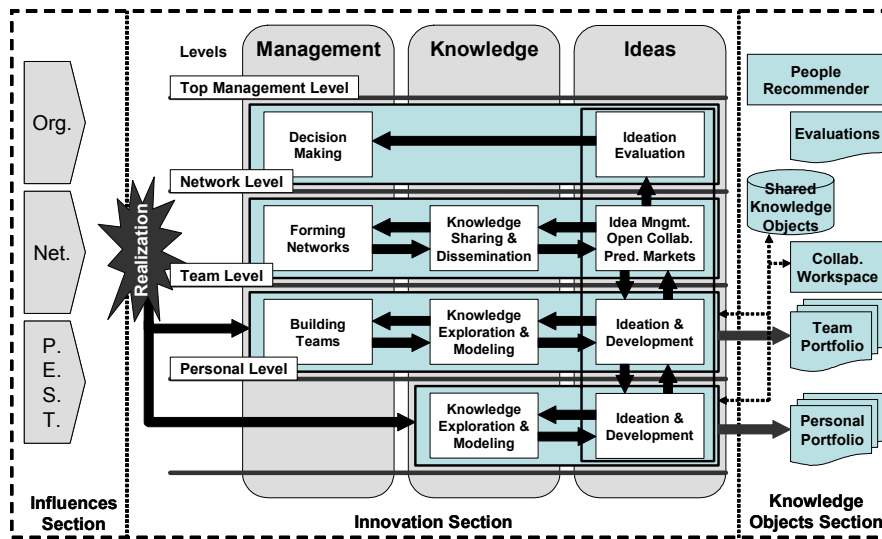 Levels
Management
Knowledge
Ideas
Top Management Level
Org.
Decision
Making
Ideation
Evaluation
Network Level
Net.
Realization
Forming
Networks
Knowledge
Sharing &
Dissemination
Idea Mngmt.
Open Collab.
Pred. Markets
Team Level
Building
Teams
Knowledge
Exploration &
Modeling
Ideation &
Development
P.
E.
S.
T.
Personal Level
Knowledge
Exploration &
Modeling
Ideation &
Development
People
Recommender
Evaluations
Shared
Knowledge
Objects
Collab.
Workspace
Team
Portfolio
Personal
Portfolio
Influences
Section
Innovation Section
Knowledge
Objects Section